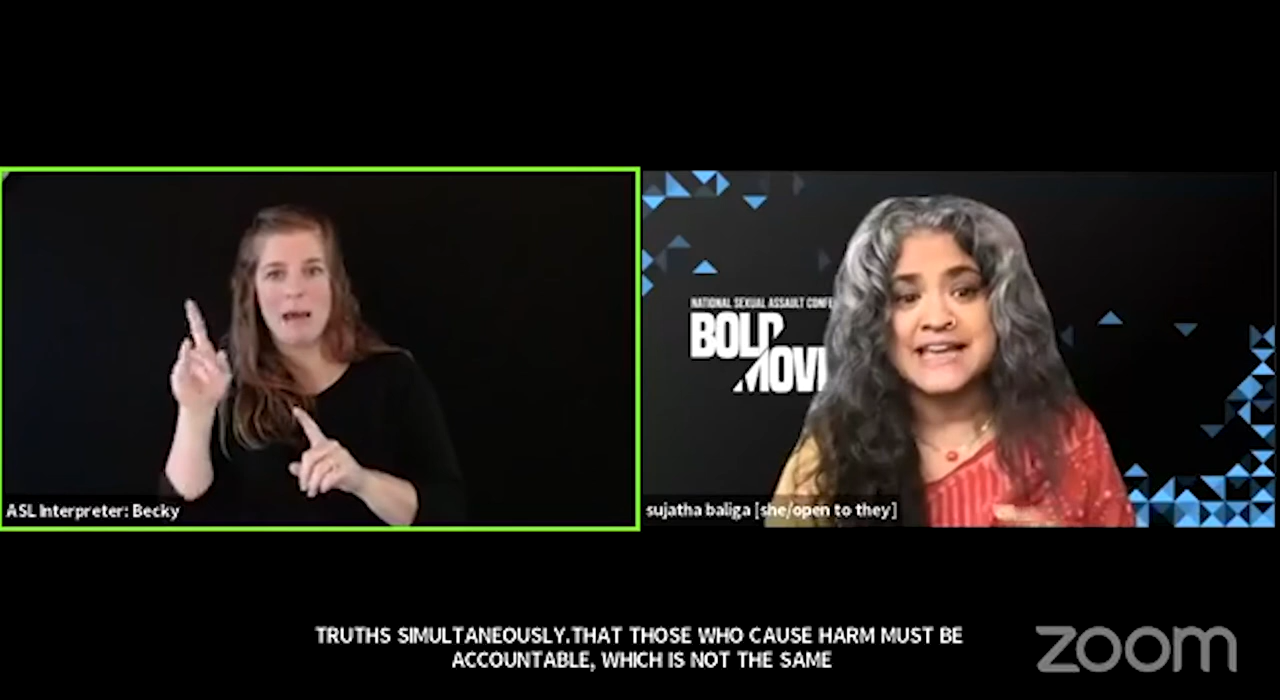 NATIONAL SEXUAL ASSAULT
BOLD
MOV
ASL Interpreter: Becky
sujatha baliga [she/open to they]
TRUTHS SIMULTANEOUSLY.THAT THOSE WHO CAUSE HARM MUST BE
ACCOUNTABLE, WHICH IS NOT THE SAME
zoom